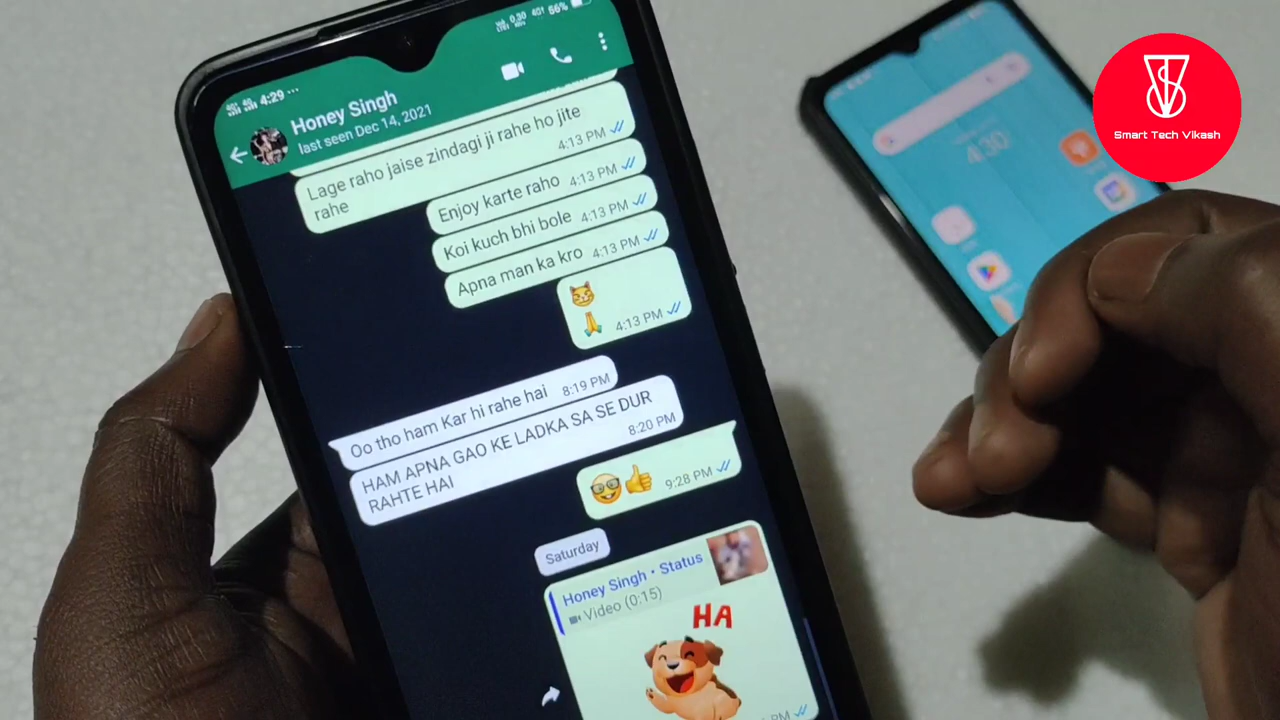 4:29
56%
Honey Singh
last seen Dec 14, 2021
Lage raho jaise zindagi ji rahe ho jite
rahe
4:13 PM
Enjoy karte raho 4:13 PM
Koi kuch bhi bole 4:13 PM
Apna man ka kro 4:13 PM
4:13 PM
Oo tho ham Kar hi rahe hai 8:19 PM
HAM APNA GAO KE LADKA SA SE DUR
RAHTE HAI
8:20 PM
9:28 PM
Saturday
Honey Singh • Status
Video (0:15)
HA
PM
4:30
Smart Tech Vikash